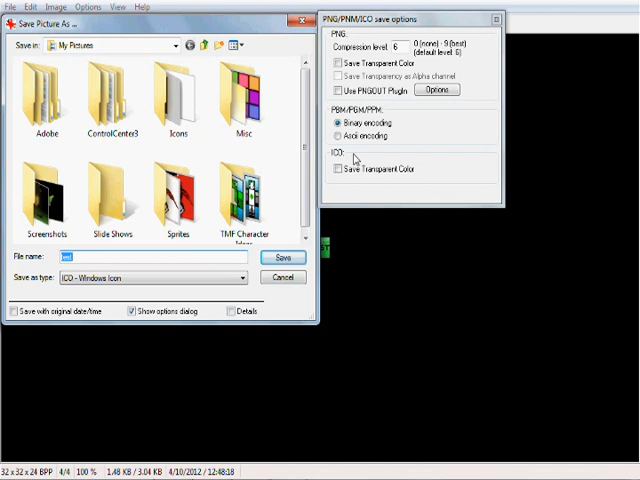 File Edit Image Options View Help
Save Picture As ...
Save in: My Pictures
Adobe ControlCenter3 Icons Misc
Screenshots Slide Shows Sprites TMF Character
File name:
Save
Save as type: ICO - Windows Icon
Cancel
Save with original date/time Show options dialog Details
PNG/PNM/ICO save options
PNG:
Compression level: 6 0 (none) - 9 (best)
(default level: 6)
Save Transparent Color
Save Transparency as Alpha channel
Use PNGOUT PlugIn Options
PBM/PGM/PPM:
Binary encoding
Ascii encoding
ICO:
Save Transparent Color
32 x 32 x 24 BPP 4/4 100 % 1.48 KB / 3.04 KB 4/10/2012 / 12:48:18